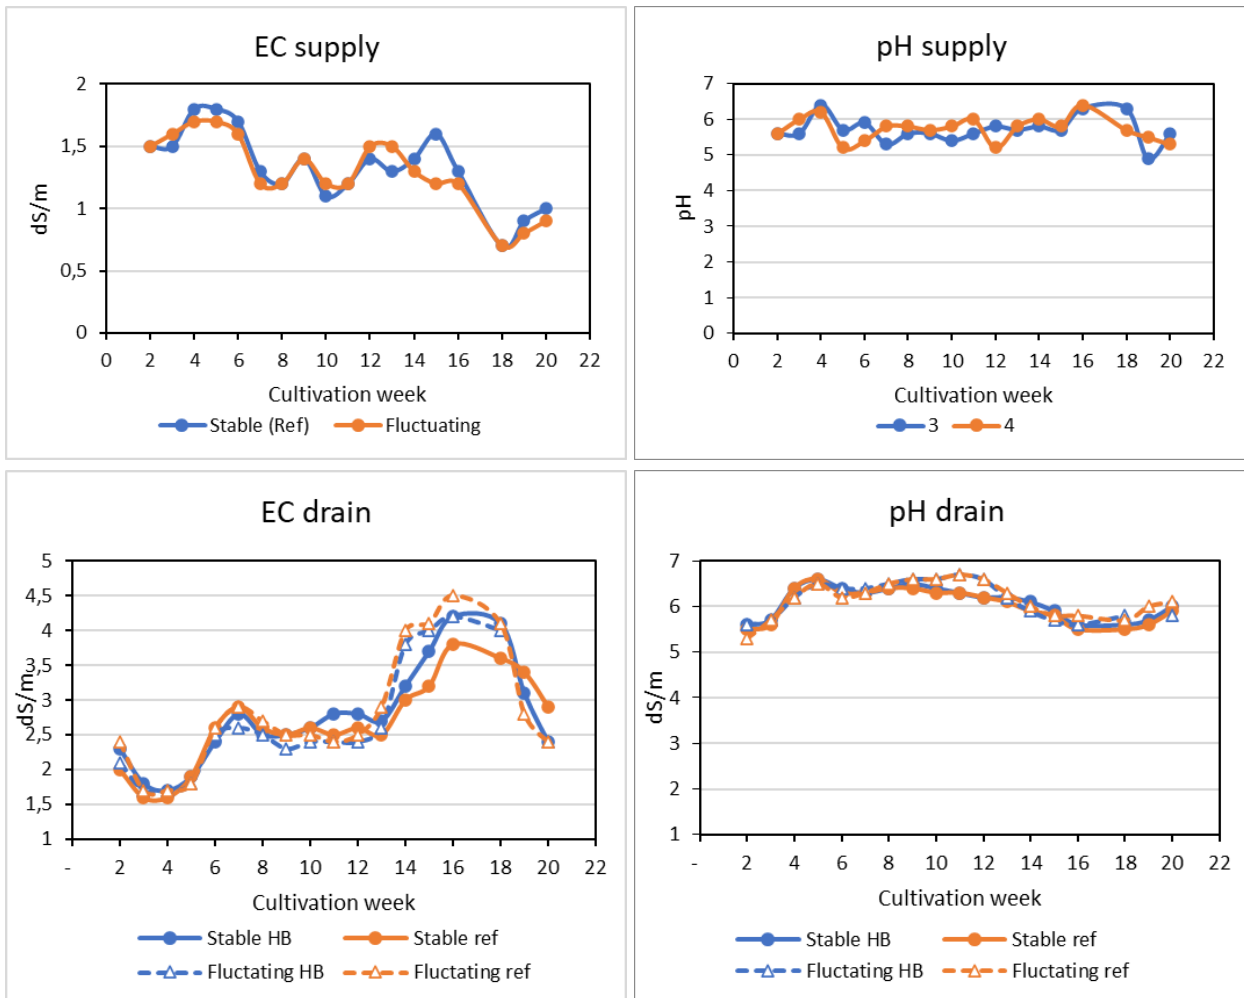 EC supply
2
1,5
1
0,5
0
dS/m
0 2 4 6 8 10 12 14 16 18 20 22
Cultivation week
Stable (Ref) Fluctuating
pH supply
7
6
5
4
3
2
1
0
pH
0 2 4 6 8 10 12 14 16 18 20 22
Cultivation week
3 4
EC drain
5
4,5
4
3,5
3
2,5
2
1,5
1
dS/m
- 2 4 6 8 10 12 14 16 18 20 22
Cultivation week
Stable HB Stable ref
Fluctating HB Fluctating ref
pH drain
7
6
5
4
3
2
1
dS/m
- 2 4 6 8 10 12 14 16 18 20 22
Cultivation week
Stable HB Stable ref
Fluctating HB Fluctating ref